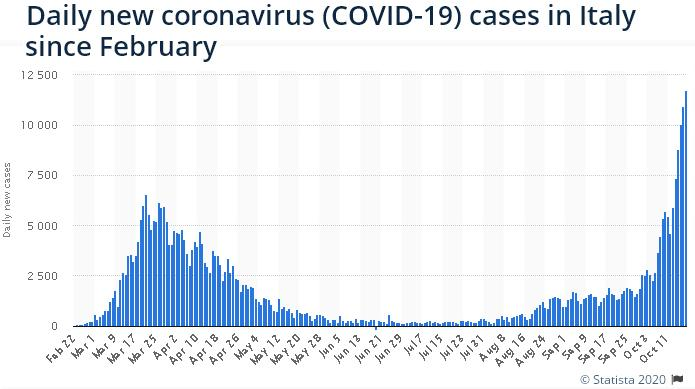 Daily new coronavirus (COVID-19) cases in Italy
since February
12 500
10 000
7 500
5 000
2 500
0
Daily new cases
Feb 22
Mar 1
Mar 9
Mar 17
Mar 25
Apr 2
Apr 10
Apr 18
Apr 26
May 4
May 12
May 20
May 28
Jun 5
Jun 13
Jun 21
Jun 29
Jul 7
Jul 15
Jul 23
Jul 31
Aug 8
Aug 16
Aug 24
Sep 1
Sep 9
Sep 17
Sep 25
Oct 3
Oct 11
© Statista 2020